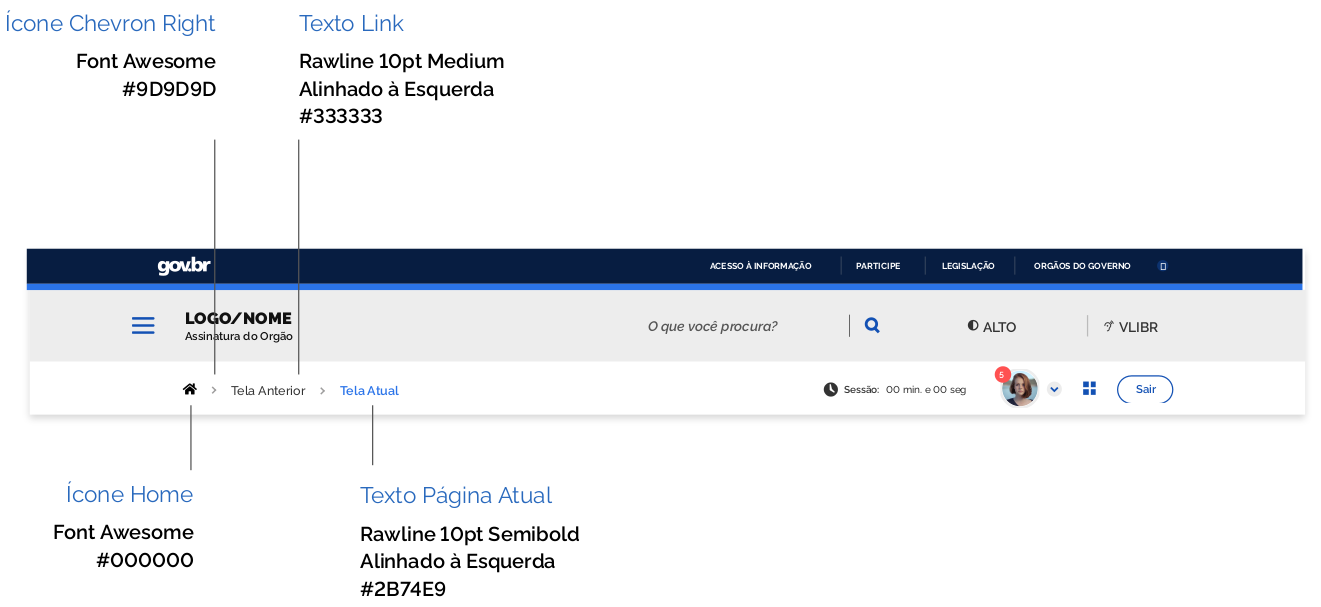 Ícone Chevron Right
Font Awesome
#9D9D9D
Texto Link
Rawline 10pt Medium
Alinhado à Esquerda
#333333
gov.br
ACESSO À INFORMAÇÃO
PARTICIPE
LEGISLAÇÃO
ORGÃOS DO GOVERNO
LOGO/NOME
Assinatura do Orgão
O que você procura?
ALTO
VLIBR
Tela Anterior
Tela Atual
Sessão: 00 min. e 00 seg
5
Sair
Ícone Home
Font Awesome
#000000
Texto Página Atual
Rawline 10pt Semibold
Alinhado à Esquerda
#2B74E9